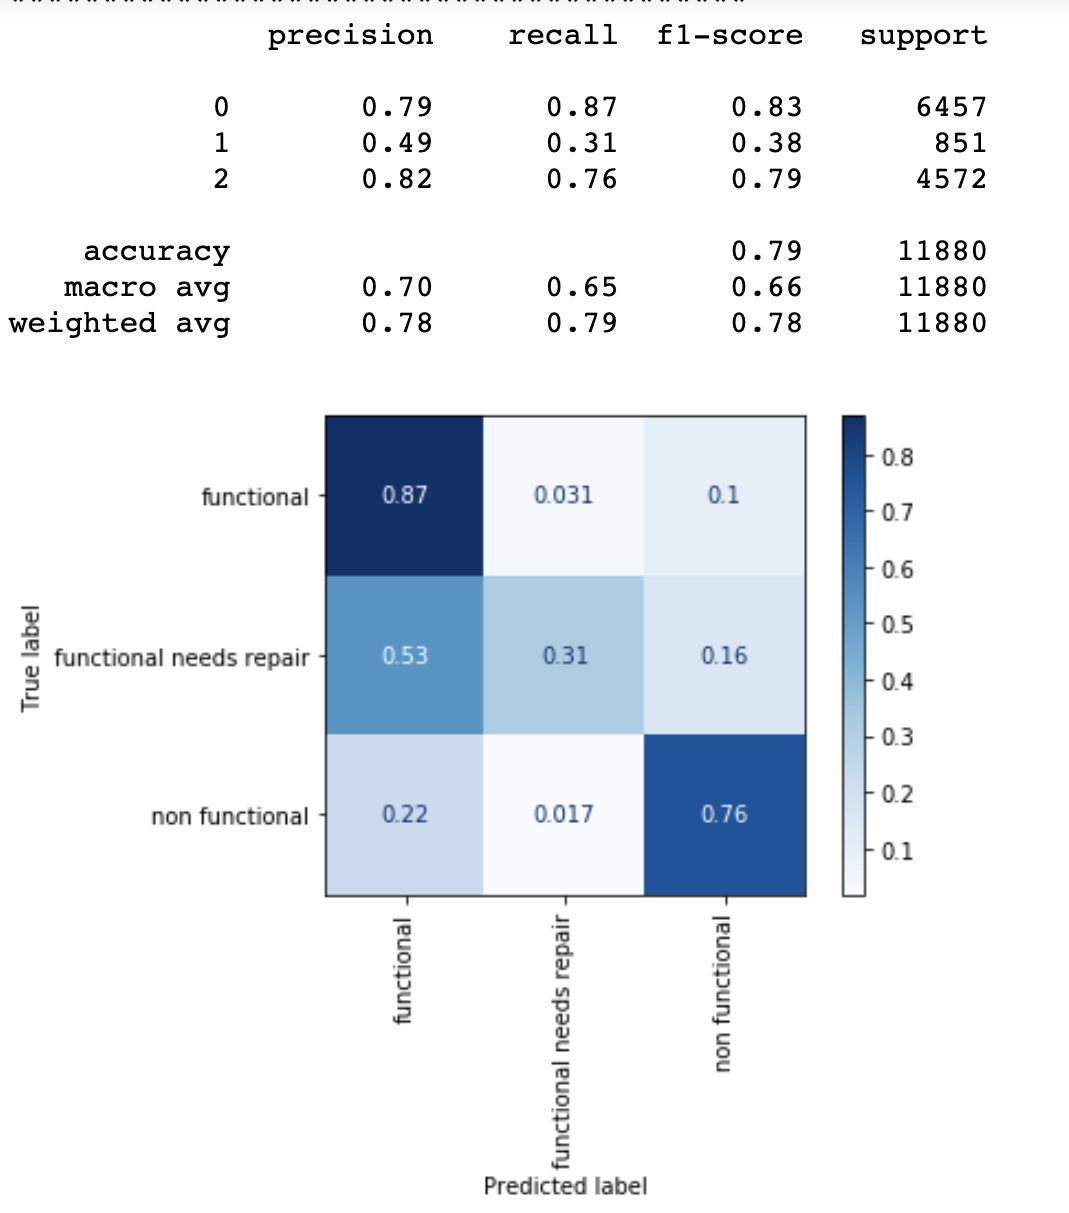 precision recall f1-score support
0 0.79 0.87 0.83 6457
1 0.49 0.31 0.38 851
2 0.82 0.76 0.79 4572
accuracy 0.79 11880
macro avg 0.70 0.65 0.66 11880
weighted avg 0.78 0.79 0.78 11880
True label
functional 0.87 0.031 0.1
functional needs repair 0.53 0.31 0.16
non functional 0.22 0.017 0.76
functional
functional needs repair
non functional
Predicted label
0.8
0.7
0.6
0.5
0.4
0.3
0.2
0.1